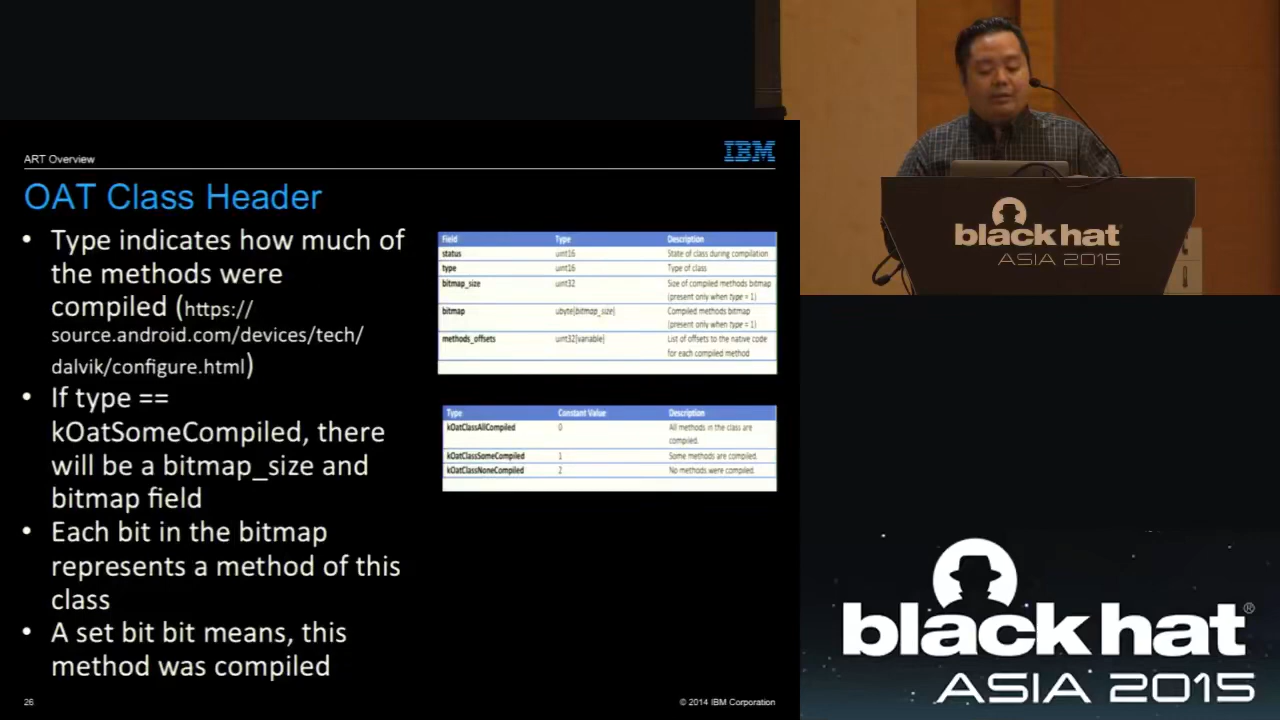 ART Overview
IBM
OAT Class Header
• Type indicates how much of
the methods were
compiled (https://
source.android.com/devices/tech/
dalvik/configure.html)
• If type ==
kOatSomeCompiled, there
will be a bitmap_size and
bitmap field
• Each bit in the bitmap
represents a method of this
class
• A set bit bit means, this
method was compiled
Field Type Description
status uint16 State of class during compilation
type uint16 Type of class
bitmap_size uint32 Size of compiled methods bitmap
(present only when type = 1)
bitmap ubyte[bitmap_size] Compiled methods bitmap
(present only when type = 1)
methods_offsets uint32[variable] List of offsets to the native code
for each compiled method
Type Constant Value Description
kOatClassAllCompiled 0 All methods in the class are
compiled.
kOatClassSomeCompiled 1 Some methods are compiled.
kOatClassNoneCompiled 2 No methods were compiled.
26
© 2014 IBM Corporation
black hat
ASIA 2015
black hat®
ASIA 2015